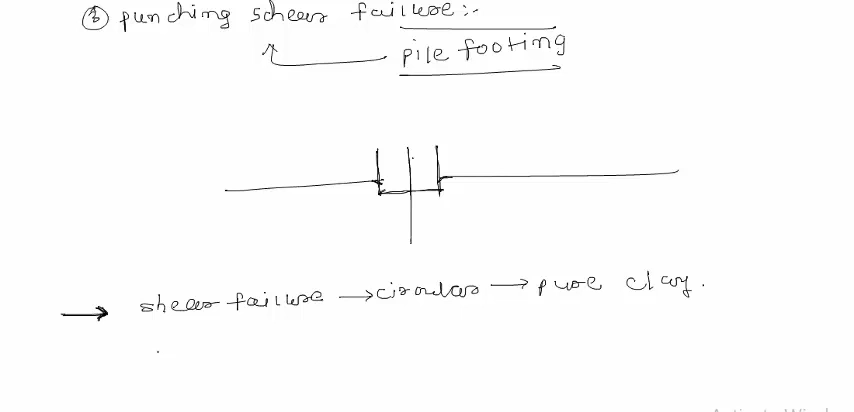 ③ punching shear failure:-
pile footing
→ shear failure → circular → pure clay.